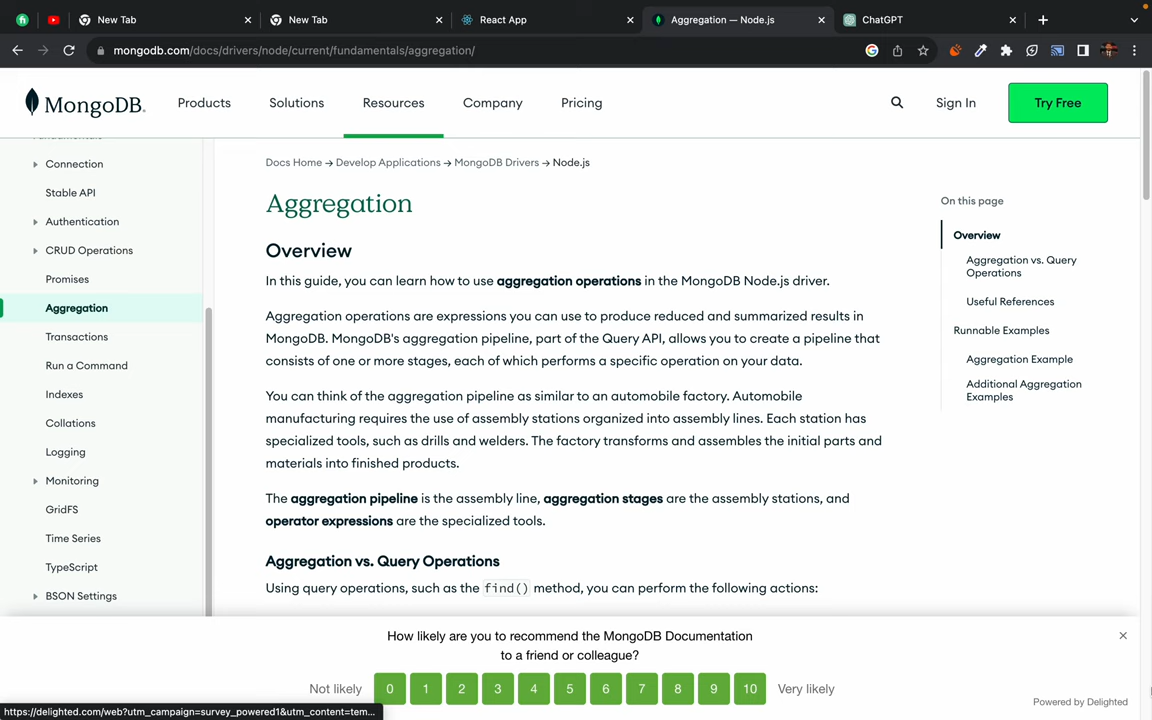 New Tab
New Tab
React App
Aggregation — Node.js
ChatGPT
mongodb.com/docs/drivers/node/current/fundamentals/aggregation/
MongoDB.
Products
Solutions
Resources
Company
Pricing
Sign In
Try Free
Fundamentals
Connection
Stable API
Authentication
CRUD Operations
Promises
Aggregation
Transactions
Run a Command
Indexes
Collations
Logging
Monitoring
GridFS
Time Series
TypeScript
BSON Settings
Docs Home → Develop Applications → MongoDB Drivers → Node.js
Aggregation
Overview
In this guide, you can learn how to use aggregation operations in the MongoDB Node.js driver.
Aggregation operations are expressions you can use to produce reduced and summarized results in
MongoDB. MongoDB's aggregation pipeline, part of the Query API, allows you to create a pipeline that
consists of one or more stages, each of which performs a specific operation on your data.
You can think of the aggregation pipeline as similar to an automobile factory. Automobile
manufacturing requires the use of assembly stations organized into assembly lines. Each station has
specialized tools, such as drills and welders. The factory transforms and assembles the initial parts and
materials into finished products.
The aggregation pipeline is the assembly line, aggregation stages are the assembly stations, and
operator expressions are the specialized tools.
Aggregation vs. Query Operations
Using query operations, such as the find() method, you can perform the following actions:
On this page
Overview
Aggregation vs. Query
Operations
Useful References
Runnable Examples
Aggregation Example
Additional Aggregation
Examples
How likely are you to recommend the MongoDB Documentation
to a friend or colleague?
Not likely 0 1 2 3 4 5 6 7 8 9 10 Very likely
Powered by Delighted
https://delighted.com/web?utm_campaign=survey_powered1&utm_content=tem...